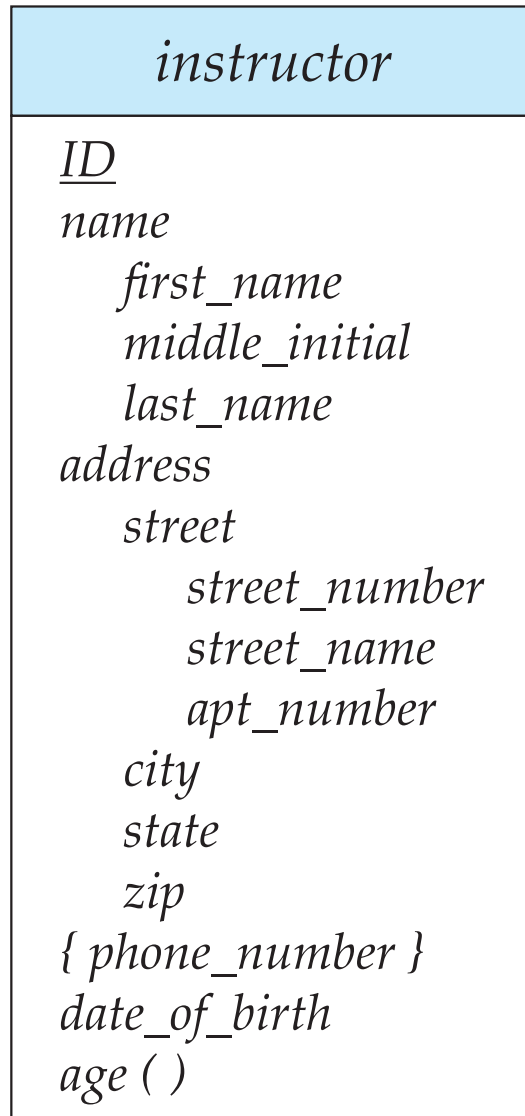 instructor
ID
name
first_name
middle_initial
last_name
address
street
street_number
street_name
apt_number
city
state
zip
{ phone_number }
date_of_birth
age ( )